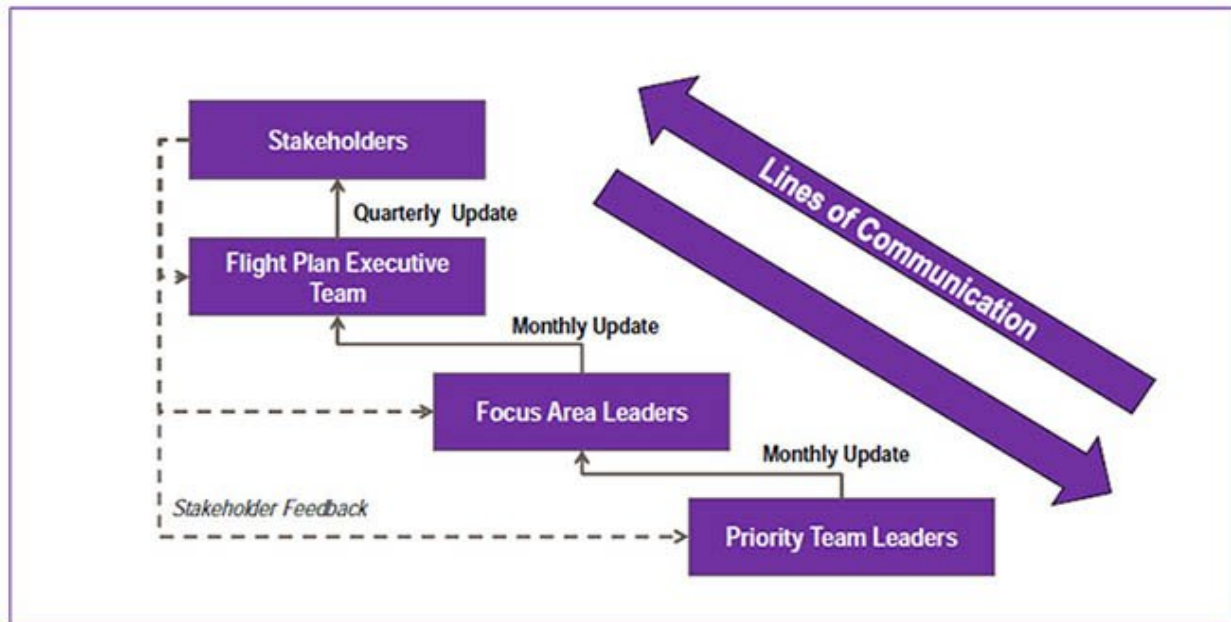 Stakeholders
Quarterly Update
Flight Plan Executive
Team
Monthly Update
Focus Area Leaders
Monthly Update
Stakeholder Feedback
Priority Team Leaders
Lines of Communication